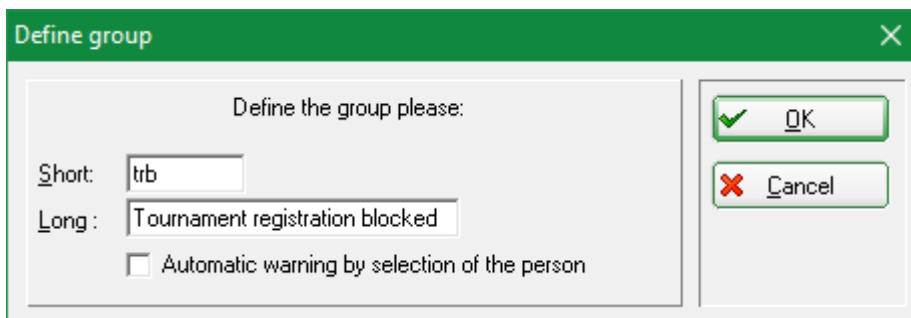 Define group
Define the group please:
Short: trb
Long : Tournament registration blocked
Automatic warning by selection of the person
OK
Cancel